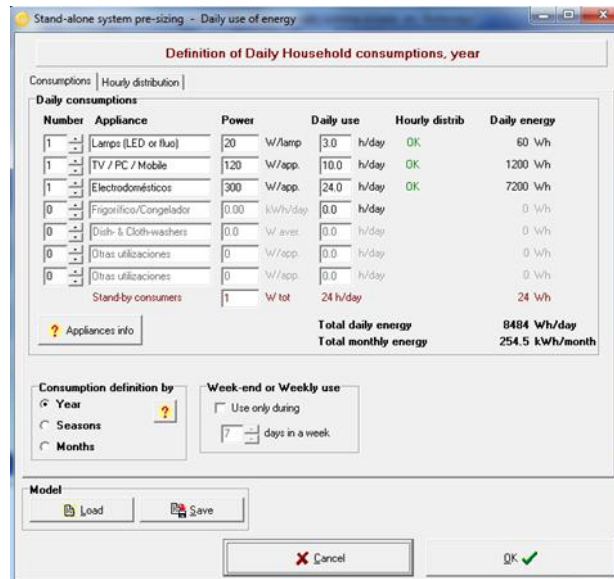 Stand-alone system pre-sizing - Daily use of energy
Definition of Daily Household consumptions, year
Consumptions Hourly distribution
Daily consumptions
Number Appliance Power Daily use Hourly distrib Daily energy
1 Lamps (LED or fluo) 20 W/lamp 3.0 h/day OK 60 Wh
1 TV / PC / Mobile 120 W/app. 10.0 h/day OK 1200 Wh
1 Electrodomésticos 300 W/app. 24.0 h/day OK 7200 Wh
0 Frigorífico/Congelador 0.00 kWh/day 0.0 h/day 0 Wh
0 Dish- & Cloth-washers 0.0 W aver. 0.0 h/day 0 Wh
0 Otras utilizaciones 0 W/app. 0.0 h/day 0 Wh
0 Otras utilizaciones 0 W/app. 0.0 h/day 0 Wh
Stand-by consumers 1 W tot 24 h/day 24 Wh
? Appliances info
Total daily energy 8484 Wh/day
Total monthly energy 254.5 kWh/month
Consumption definition by
Year
Seasons
Months
?
Week-end or Weekly use
Use only during
7 days in a week
Model
Load Save
Cancel OK